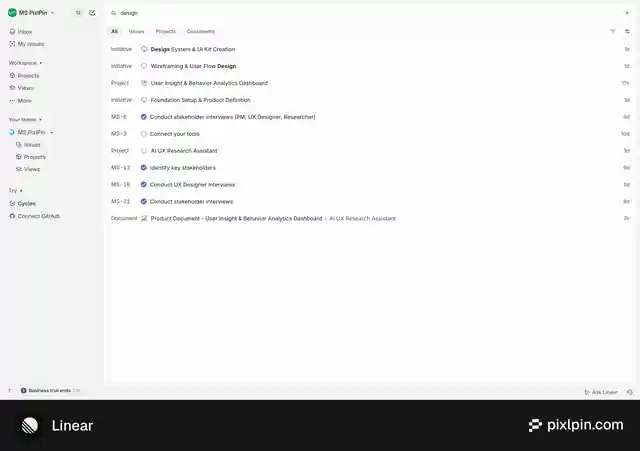 MS PixlPin
design
Inbox
My issues
Workspace
Projects
Views
More
Your teams
MS PixlPin
Issues
Projects
Views
Try
Cycles
Connect GitHub
All Issues Projects Documents
Initiative Design System & UI Kit Creation 1d
Initiative Wireframing & User Flow Design 1d
Project User Insight & Behavior Analytics Dashboard
Initiative Foundation Setup & Product Definition 1d
MS-6 Conduct stakeholder interviews (PM, UX Designer, Researcher)
MS-3 Connect your tools 10d
Project AI UX Research Assistant
MS-13 Identify key stakeholders
Conduct UX Designer interviews
MS-21 Conduct stakeholder interviews
Document Product Document - User Insight & Behavior Analytics Dashboard › AI UX Research Assistant
? Business trial ends
Ask Linear
Linear
pixlpin.com